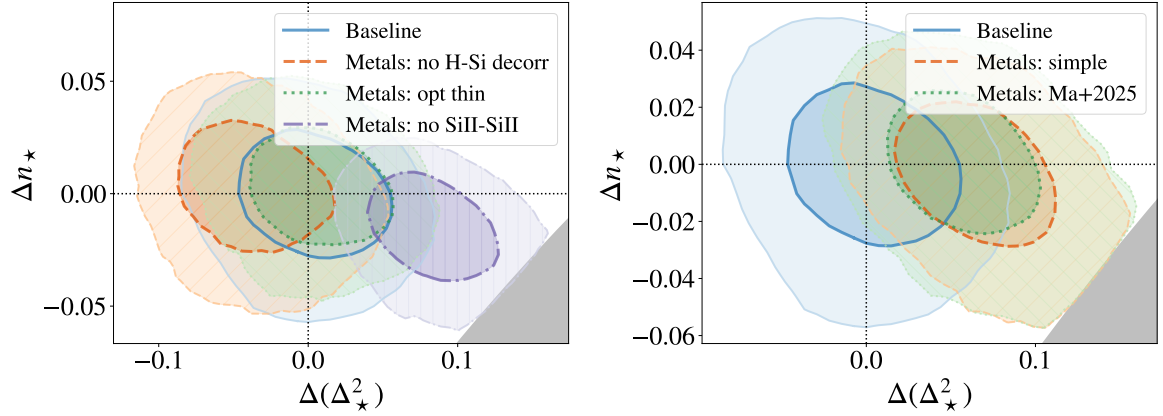 Baseline
Metals: no H-Si decorr
Metals: opt thin
Metals: no SiII-SiII
0.05
0.00
−0.05
Δn⋆
−0.1
0.0
0.1
Δ(Δ²⋆)
Baseline
Metals: simple
Metals: Ma+2025
0.04
0.02
0.00
−0.02
−0.04
−0.06
Δn⋆
0.0
0.1
Δ(Δ²⋆)